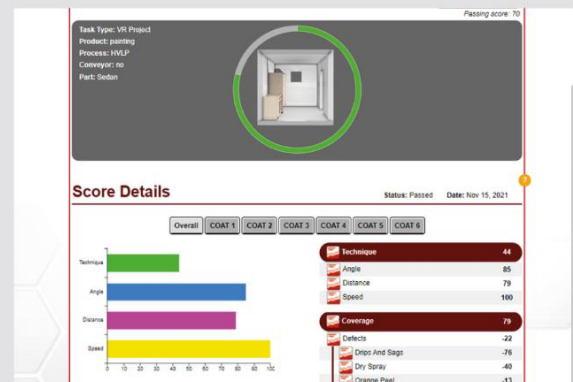 Passing score: 70
Task Type: VR Project
Product: painting
Process: HVLP
Conveyor: no
Part: Sedan
?
Score Details
Status: Passed Date: Nov 15, 2021
Overall COAT 1 COAT 2 COAT 3 COAT 4 COAT 5 COAT 6
Technique
Angle
Distance
Speed
0 10 20 30 40 50 60 70 80 90 100
Technique 44
Angle 85
Distance 79
Speed 100
Coverage 79
Defects -22
Drips And Sags -76
Dry Spray -40
Orange Peel -13